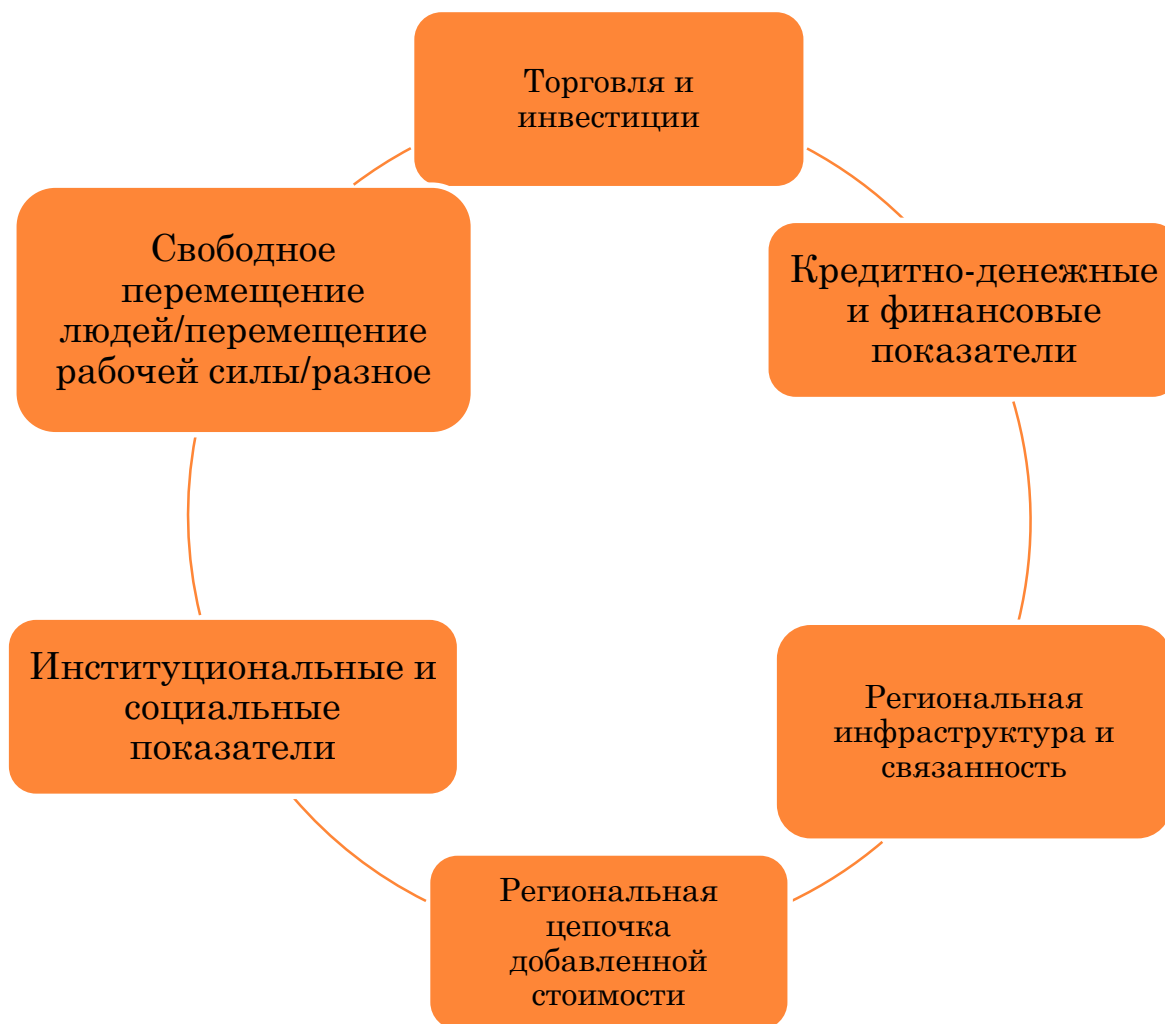 Торговля и
инвестиции
Кредитно-денежные
и финансовые
показатели
Региональная
инфраструктура и
связанность
Региональная
цепочка
добавленной
стоимости
Институциональные и
социальные
показатели
Свободное
перемещение
людей/перемещение
рабочей силы/разное